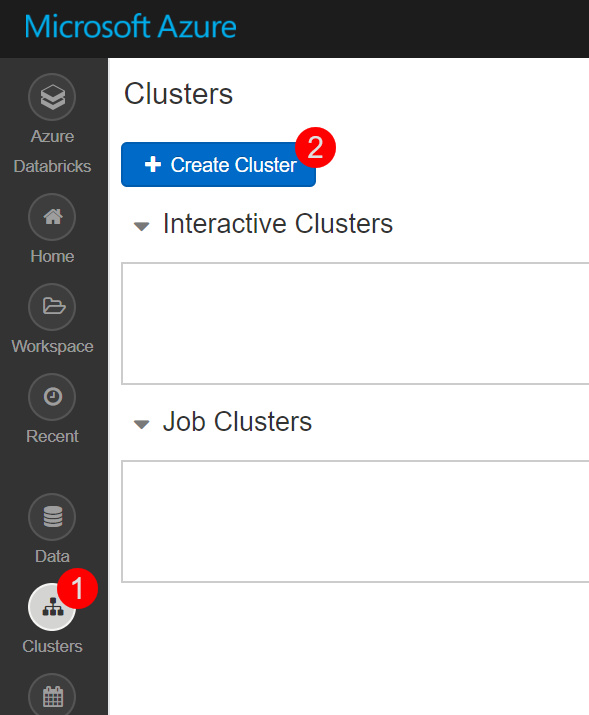 Microsoft Azure
Azure
Databricks
Home
Workspace
Recent
Data
1
Clusters
Clusters
2
Create Cluster
Interactive Clusters
Job Clusters